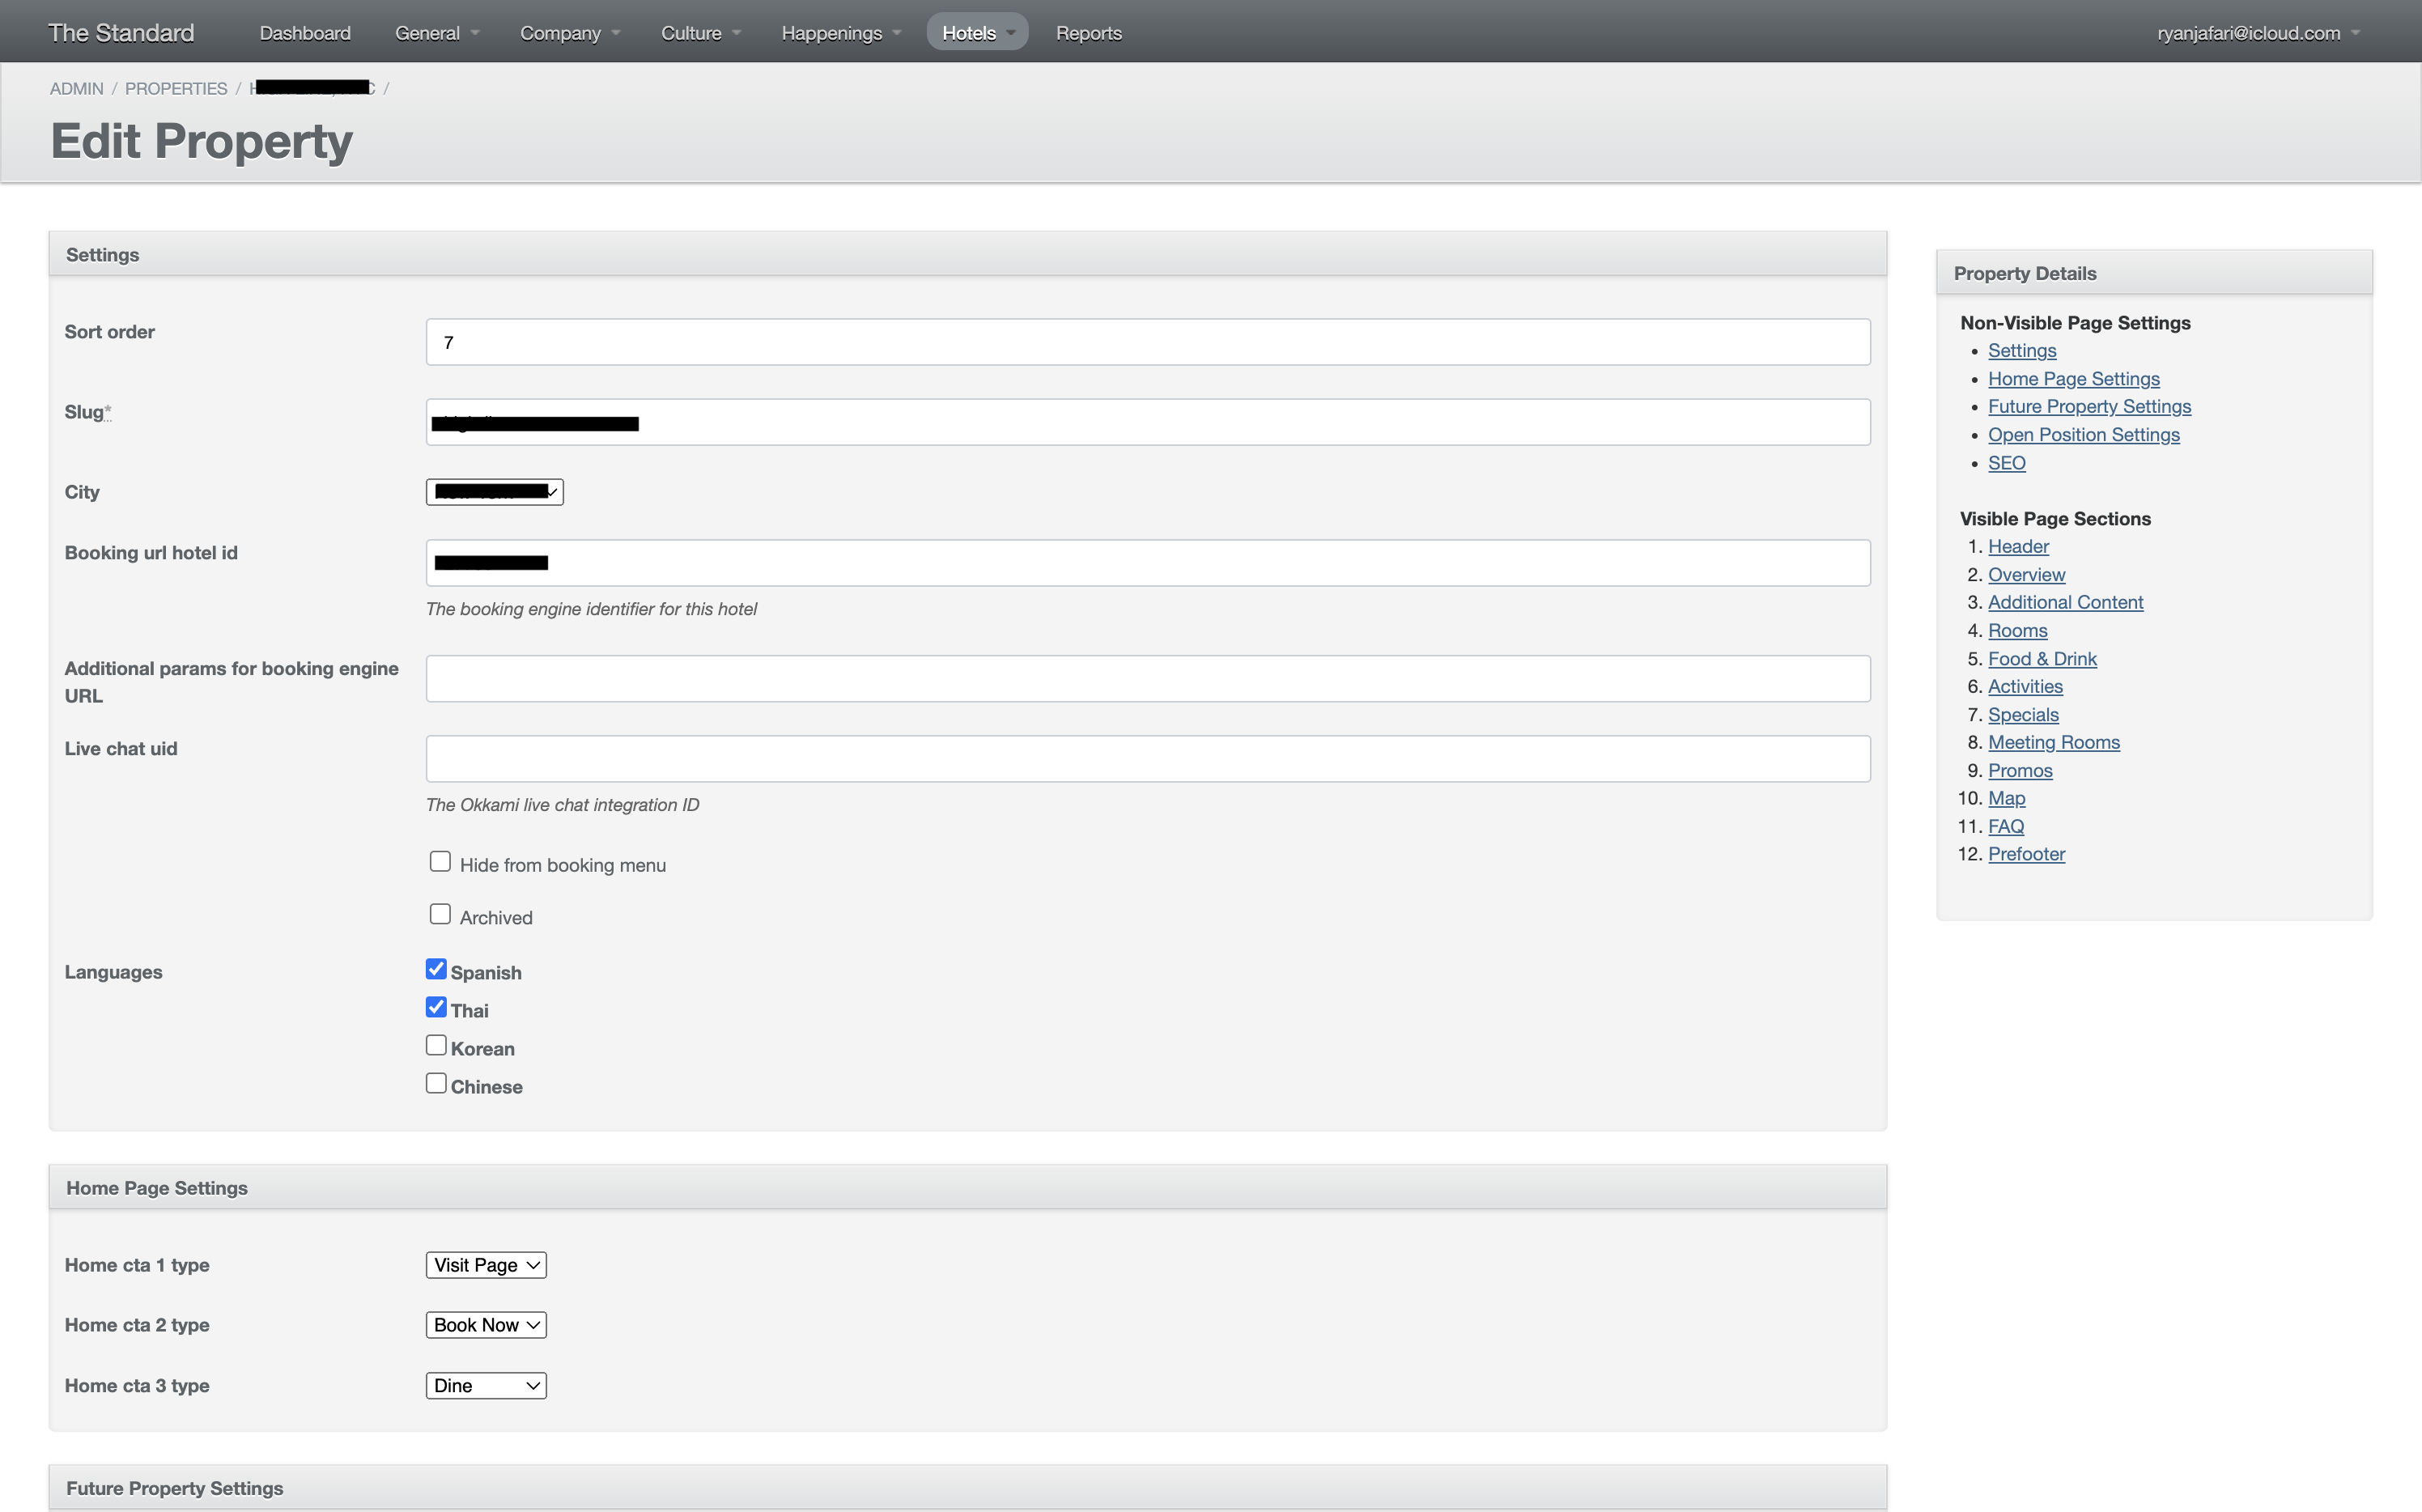 The Standard Dashboard General Company Culture Happenings Hotels Reports ryanjafari@icloud.com
ADMIN / PROPERTIES / /
Edit Property
Settings
Sort order 7
Slug*
City
Booking url hotel id
The booking engine identifier for this hotel
Additional params for booking engine
URL
Live chat uid
The Okkami live chat integration ID
Hide from booking menu
Archived
Languages Spanish
Thai
Korean
Chinese
Home Page Settings
Home cta 1 type Visit Page
Home cta 2 type Book Now
Home cta 3 type Dine
Future Property Settings
Property Details
Non-Visible Page Settings
• Settings
• Home Page Settings
• Future Property Settings
• Open Position Settings
• SEO
Visible Page Sections
1. Header
2. Overview
3. Additional Content
4. Rooms
5. Food & Drink
6. Activities
7. Specials
8. Meeting Rooms
9. Promos
10. Map
11. FAQ
12. Prefooter